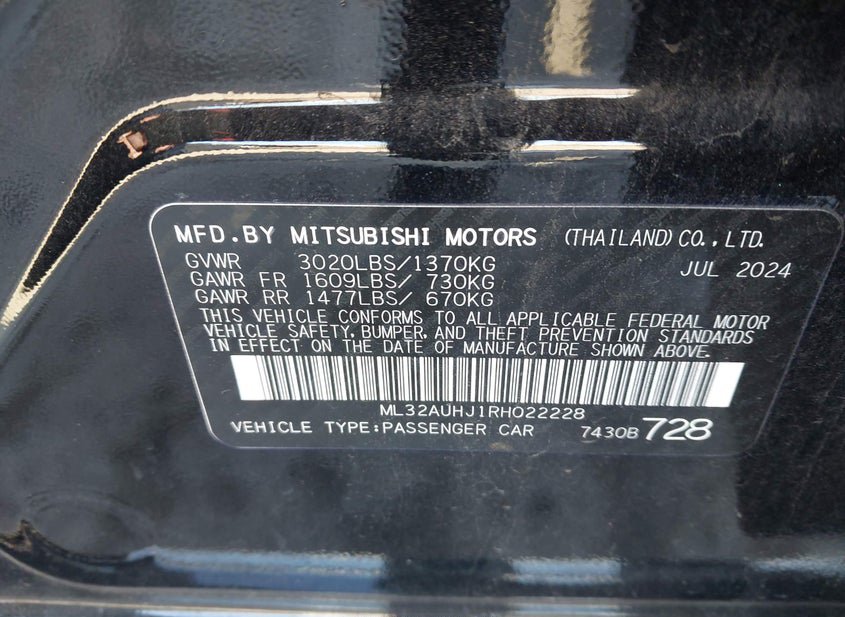 MFD.BY MITSUBISHI MOTORS (THAILAND) CO.,LTD.
GVWR 3020LBS/1370KG JUL 2024
GAWR FR 1609LBS/ 730KG
GAWR RR 1477LBS/ 670KG
THIS VEHICLE CONFORMS TO ALL APPLICABLE FEDERAL MOTOR
VEHICLE SAFETY, BUMPER, AND THEFT PREVENTION STANDARDS
IN EFFECT ON THE DATE OF MANUFACTURE SHOWN ABOVE.
ML32AUHJ1RH022228
VEHICLE TYPE:PASSENGER CAR 7430B 728